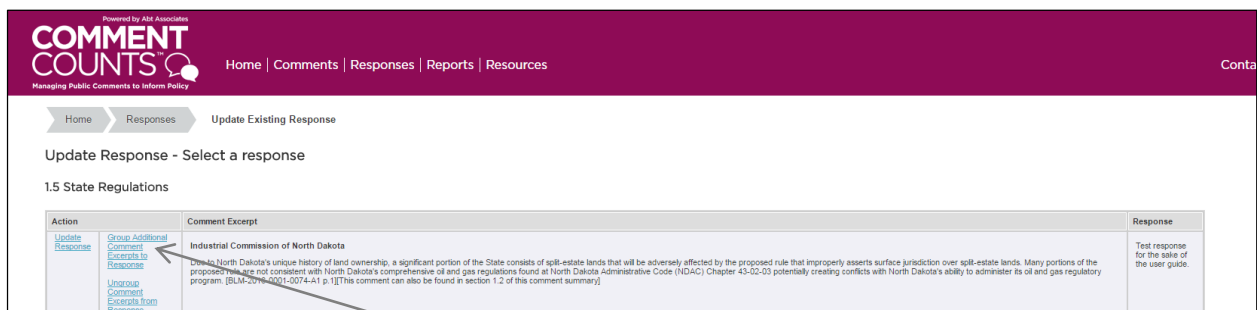 Powered by Abt Associates
COMMENT
COUNTS™
Managing Public Comments to Inform Policy
Home | Comments | Responses | Reports | Resources
Conta
Home
Responses
Update Existing Response
Update Response - Select a response
1.5 State Regulations
Action
Comment Excerpt
Response
Update
Response
Group Additional
Comment
Excerpts to
Response
Ungroup
Comment
Excerpts from
Response
Industrial Commission of North Dakota
Due to North Dakota's unique history of land ownership, a significant portion of the State consists of split-estate lands that will be adversely affected by the proposed rule that improperly asserts surface jurisdiction over split-estate lands. Many portions of the
proposed rule are not consistent with North Dakota's comprehensive oil and gas regulations found at North Dakota Administrative Code (NDAC) Chapter 43-02-03 potentially creating conflicts with North Dakota's ability to administer its oil and gas regulatory
program. [BLM-2016-0001-0074-A1 p.1][This comment can also be found in section 1.2 of this comment summary]
Test response
for the sake of
the user guide.